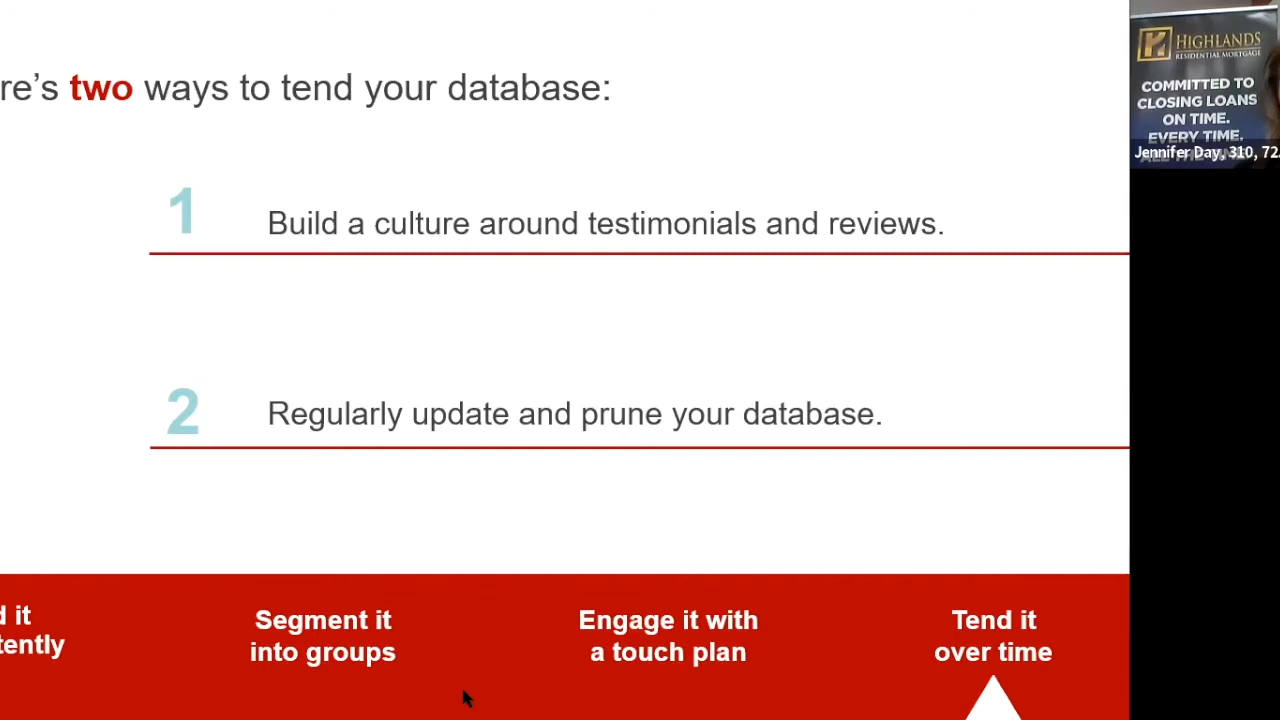 re's two ways to tend your database:
1
Build a culture around testimonials and reviews.
2
Regularly update and prune your database.
d it
tently
Segment it
into groups
Engage it with
a touch plan
Tend it
over time
HIGHLANDS
RESIDENTIAL MORTGAGE
COMMITTED TO
CLOSING LOANS
ON TIME.
EVERY TIME.
Jennifer Day, 310, 72